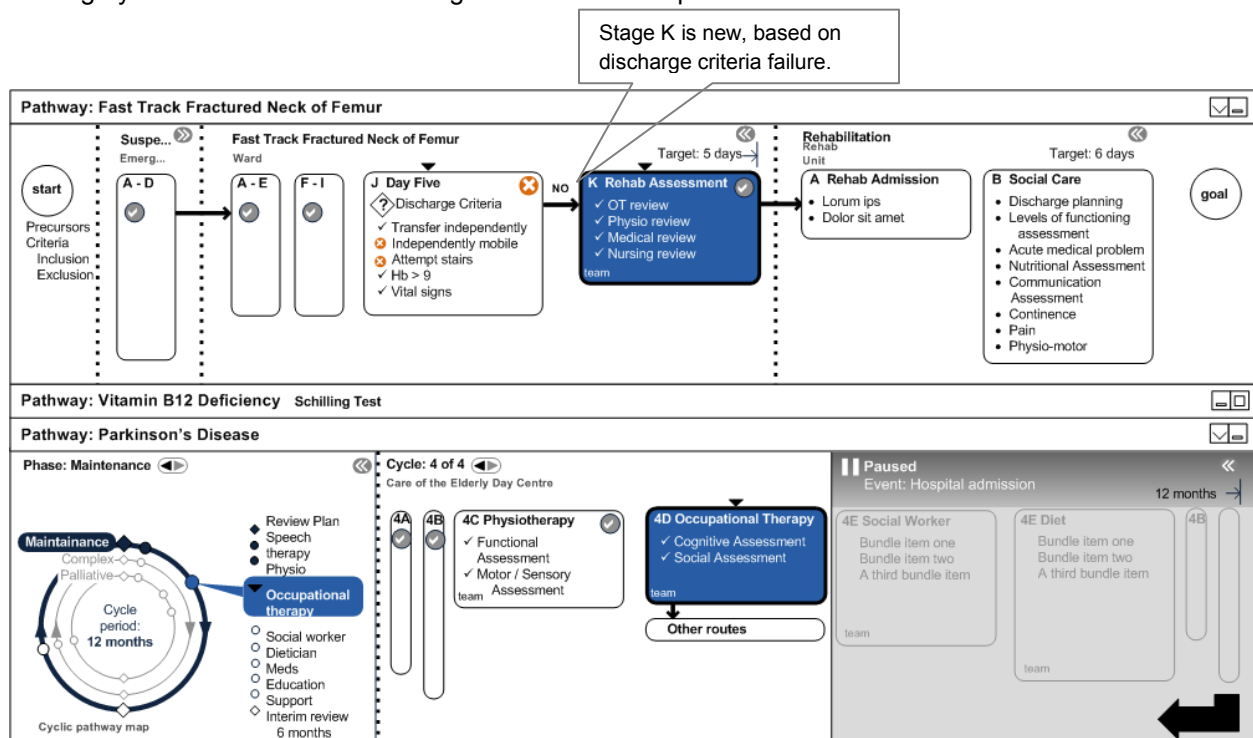 Stage K is new, based on
discharge criteria failure.
Pathway: Fast Track Fractured Neck of Femur
start
Precursors
Criteria
Inclusion
Exclusion
Suspe...
Emerg...
A - D
Fast Track Fractured Neck of Femur
Ward
A - E
F - I
J Day Five
? Discharge Criteria
✓ Transfer independently
Independently mobile
Attempt stairs
✓ Hb > 9
✓ Vital signs
NO
Target: 5 days
K Rehab Assessment
✓ OT review
✓ Physio review
✓ Medical review
✓ Nursing review
team
Rehabilitation
Rehab
Unit
Target: 6 days
A Rehab Admission
• Lorum ips
• Dolor sit amet
B Social Care
• Discharge planning
• Levels of functioning
assessment
• Acute medical problem
• Nutritional Assessment
• Communication
Assessment
• Continence
• Pain
• Physio-motor
goal
Pathway: Vitamin B12 Deficiency Schilling Test
Pathway: Parkinson's Disease
Phase: Maintenance
Maintainance
Complex
Palliative
Cycle
period:
12 months
Cyclic pathway map
Review Plan
Speech
therapy
Physio
Occupational
therapy
Social worker
Dietician
Meds
Education
Support
Interim review
6 months
Cycle: 4 of 4
Care of the Elderly Day Centre
4A
4B
4C Physiotherapy
✓ Functional
Assessment
✓ Motor / Sensory
Assessment
team
4D Occupational Therapy
✓ Cognitive Assessment
✓ Social Assessment
team
Other routes
Paused
Event: Hospital admission
12 months
4E Social Worker
Bundle item one
Bundle item two
A third bundle item
team
4E Diet
Bundle item one
Bundle item two
A third bundle item
team
4B